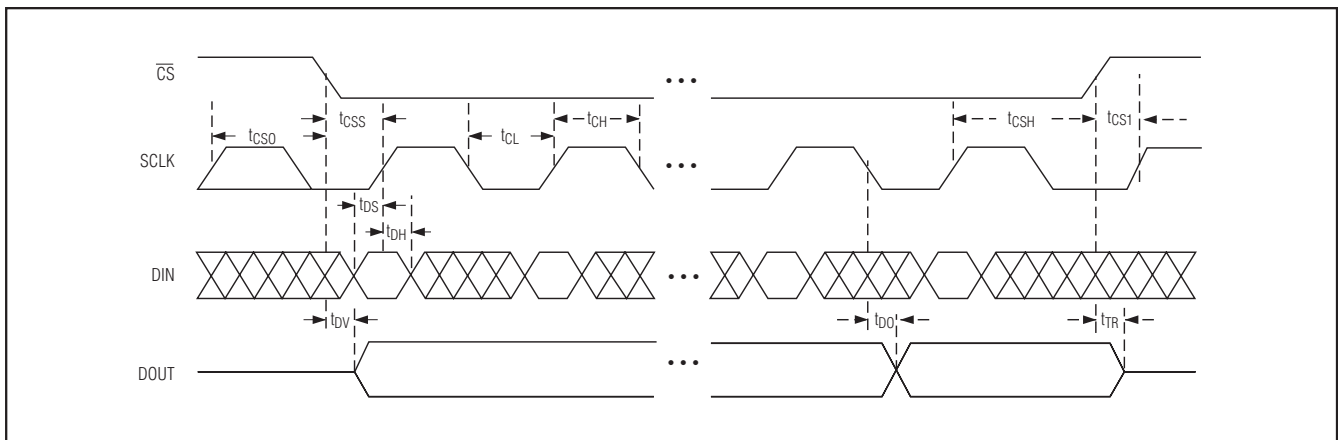 CS
tCSS
tCH
tCSH
tCS1
tCSO
tCL
SCLK
tDS
tDH
DIN
tDV
tDO
tTR
DOUT